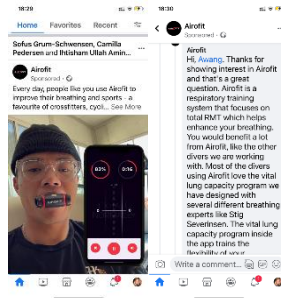 18:29
Home Favorites Recent
Sofus Grum-Schwensen, Camilla
Pedersen and Ihtisham Ullah Amin...
Airofit
Sponsored ·
Every day, people like you use Airofit to
improve their breathing and sports - a
favourite of crossfitters, cycli... See More
83%
0:16
18:30
Airofit
Sponsored ·
Airofit
Hi, Awang. Thanks for
showing interest in Airofit
and that's a great
question. Airofit is a
respiratory training
system that focuses on
total RMT which helps
enhance your breathing.
You would benefit a lot
from Airofit, like the other
divers we are working
with. Most of the divers
using Airofit love the vital
lung capacity program we
have designed with
several different breathing
experts like Stig
Severinsen. The vital lung
capacity program inside
the app trains the
flexibility of your
Write a comment...